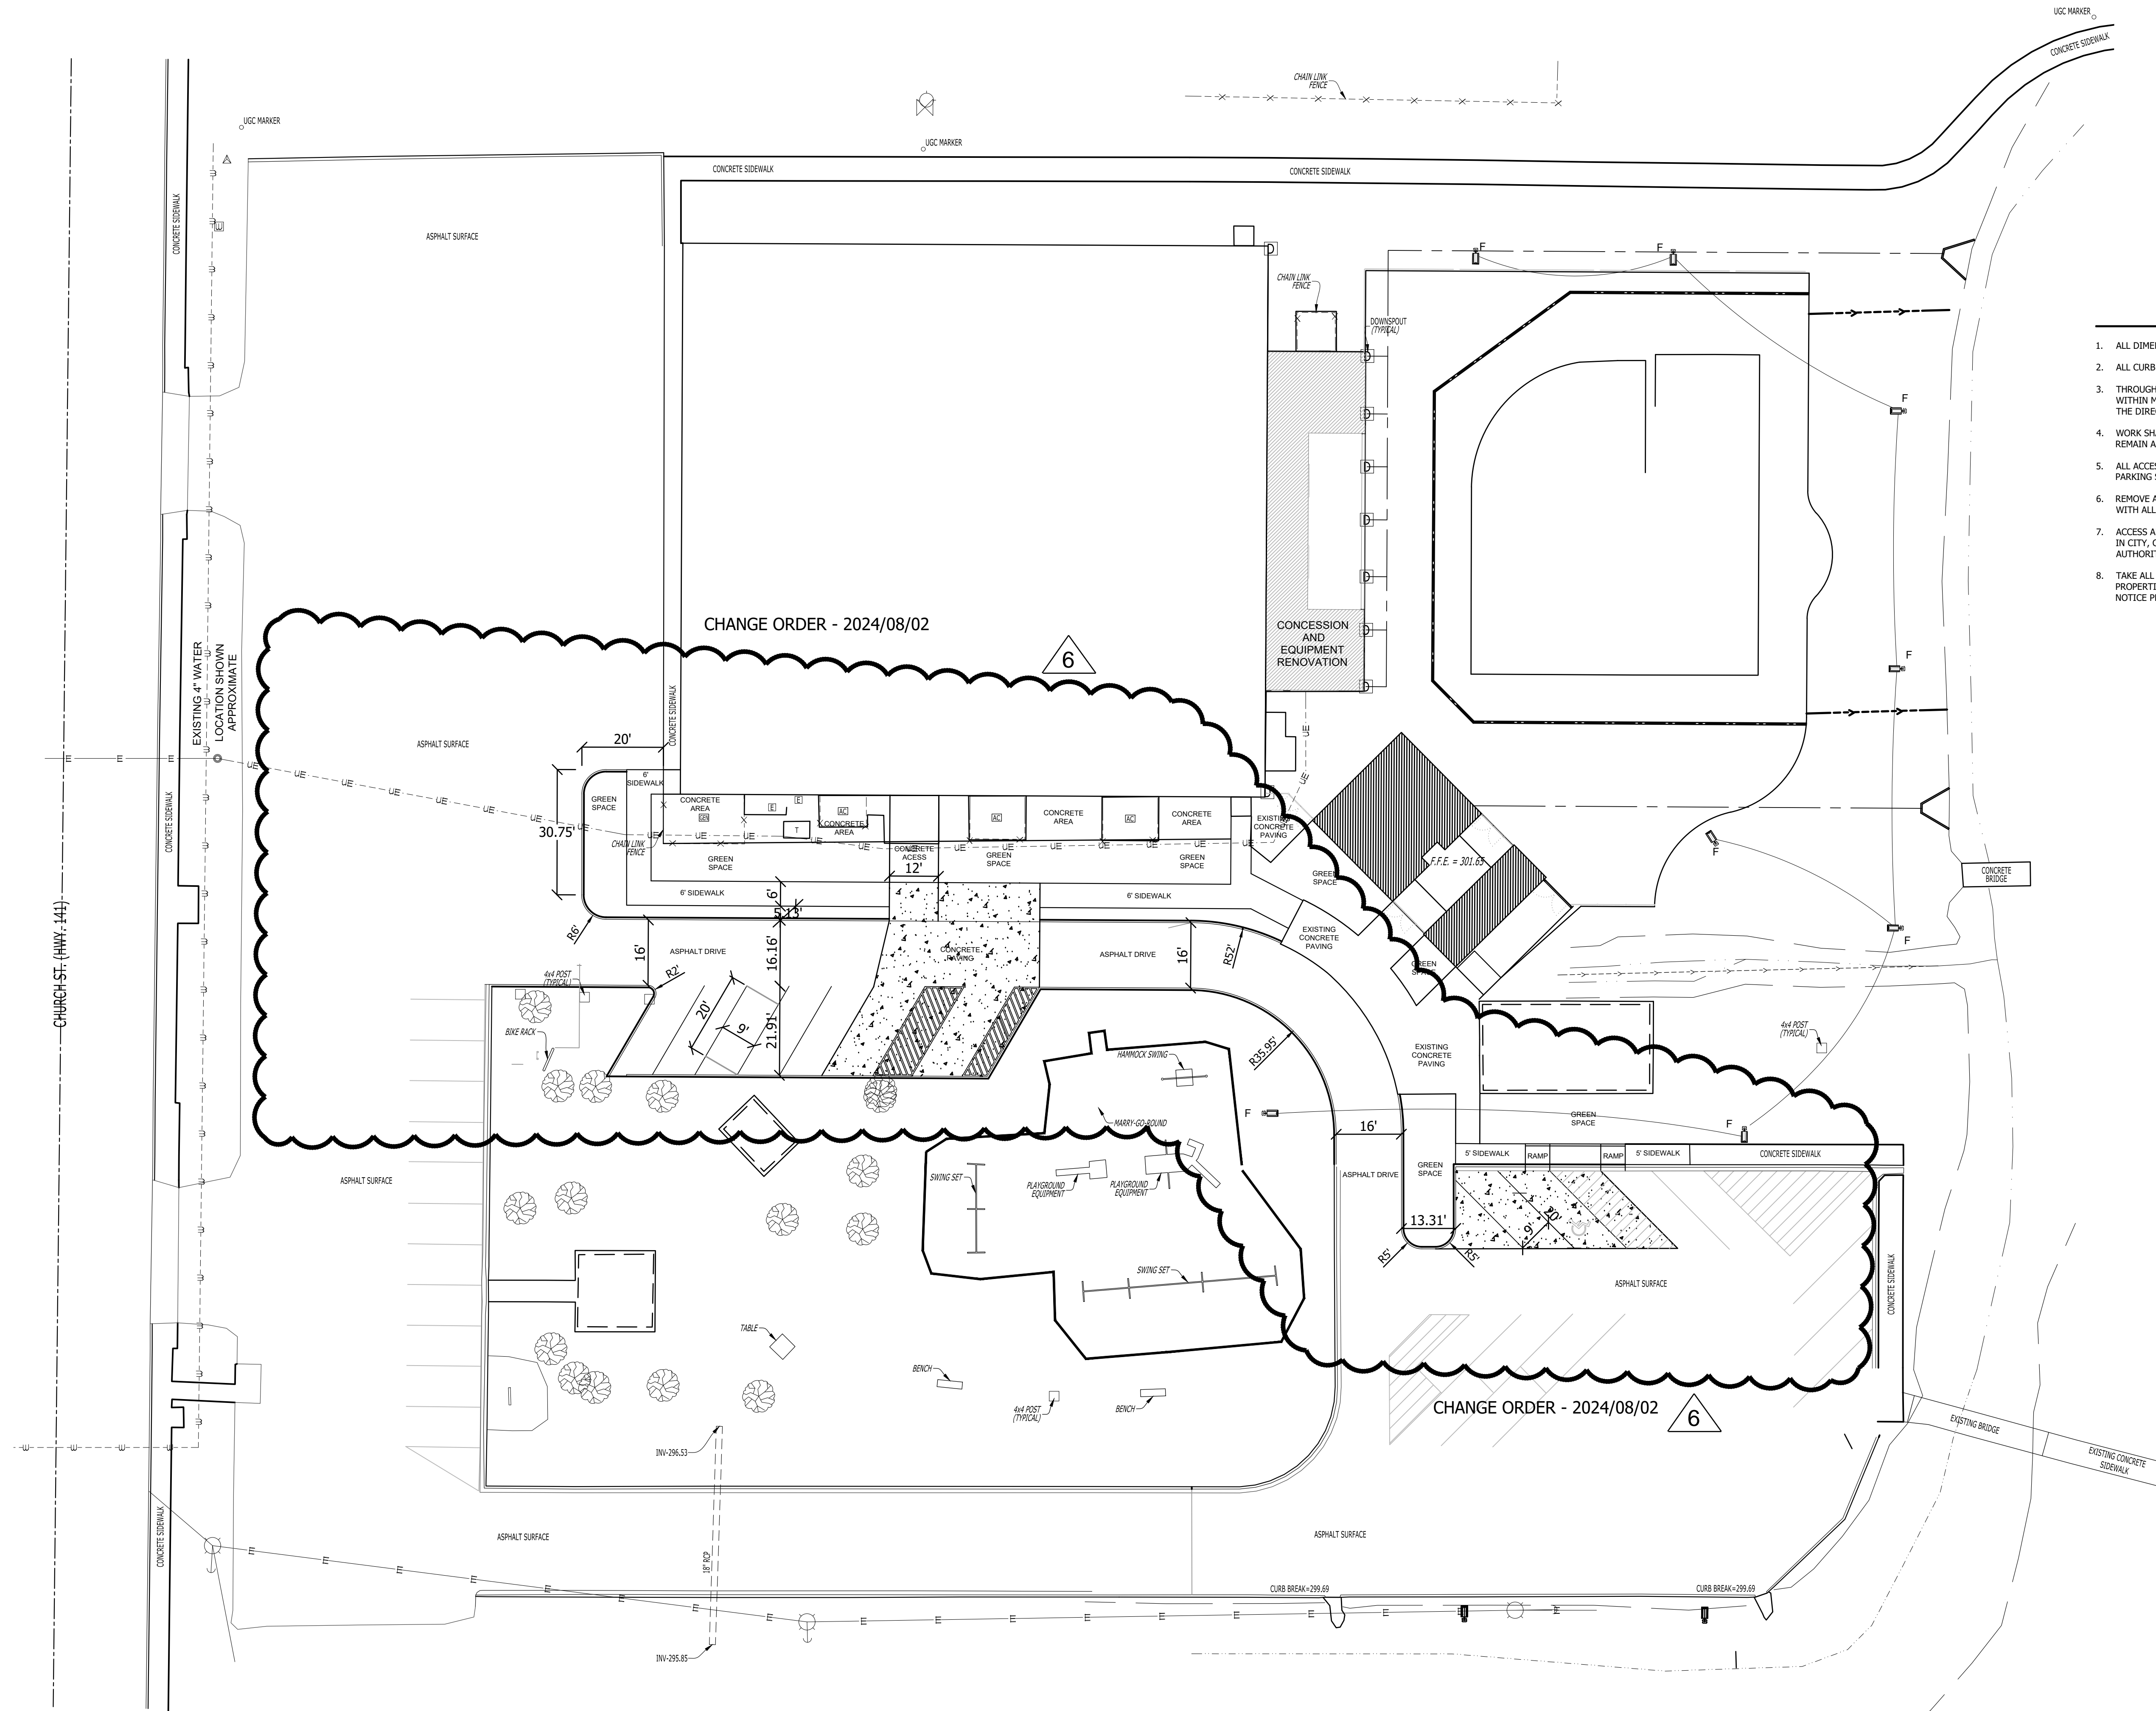 UGC MARKER
CONCRETE SIDEWALK
CHAIN LINK
FENCE
UGC MARKER
UGC MARKER
CONCRETE SIDEWALK
CONCRETE SIDEWALK
CONCRETE SIDEWALK
ASPHALT SURFACE
D
F
F
CHAIN LINK
FENCE
DOWNSPOUT
(TYPICAL)
D
D
D
D
D
D
D
F
1. ALL DIME
2. ALL CURB
3. THROUGH
WITHIN M
THE DIRE
4. WORK SHA
REMAIN A
5. ALL ACCES
PARKING S
6. REMOVE A
WITH ALL
7. ACCESS A
IN CITY, C
AUTHORIT
8. TAKE ALL
PROPERTI
NOTICE P
CHANGE ORDER - 2024/08/02
6
CONCESSION
AND
EQUIPMENT
RENOVATION
EXISTING 4" WATER
LOCATION SHOWN
APPROXIMATE
CONCRETE SIDEWALK
F
ASPHALT SURFACE
20'
6'
SIDEWALK
GREEN
SPACE
30.75'
CONCRETE
AREA
GEN
E
E
T
AC
CONCRETE
AREA
AC
CONCRETE
AREA
AC
CONCRETE
AREA
EXISTING
CONCRETE
PAVING
CONCRETE SIDEWALK
CHAIN LINK
FENCE
GREEN
SPACE
CONCRETE
ACESS
12'
GREEN
SPACE
GREEN
SPACE
F.F.E. = 301.65
GREEN
SPACE
F
CONCRETE
BRIDGE
6' SIDEWALK
6'
5.13'
6' SIDEWALK
R6'
16'
ASPHALT DRIVE
16.16'
CONCRETE
PAVING
ASPHALT DRIVE
16'
R52'
EXISTING
CONCRETE
PAVING
F
GREEN
SPACE
CHURCH ST. (HWY. 141)
4x4 POST
(TYPICAL)
R2'
20'
9'
21.91'
BIKE RACK
HAMMOCK SWING
R35.95'
EXISTING
CONCRETE
PAVING
4x4 POST
(TYPICAL)
MARRY-GO-ROUND
F
GREEN
SPACE
F
16'
5' SIDEWALK
RAMP
RAMP
5' SIDEWALK
CONCRETE SIDEWALK
ASPHALT SURFACE
SWING SET
PLAYGROUND
EQUIPMENT
PLAYGROUND
EQUIPMENT
ASPHALT DRIVE
GREEN
SPACE
13.31'
9'
20'
R5'
R5'
SWING SET
ASPHALT SURFACE
CONCRETE SIDEWALK
TABLE
BENCH
4x4 POST
(TYPICAL)
BENCH
CHANGE ORDER - 2024/08/02
6
EXISTING BRIDGE
EXISTING CONCRETE
SIDEWALK
INV-296.53
CONCRETE SIDEWALK
ASPHALT SURFACE
ASPHALT SURFACE
18" RCP
CURB BREAK=299.69
CURB BREAK=299.69
INV-295.85